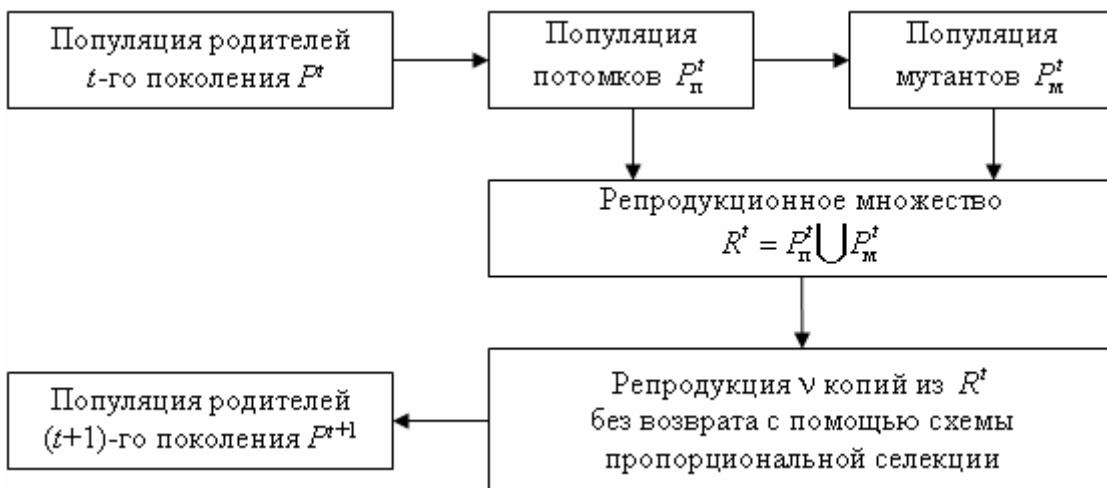 Популяция родителей
t-го поколения P^t
Популяция
потомков P_п^t
Популяция
мутантов P_м^t
Репродукционное множество
R^t = P_п^t ⋃ P_м^t
Репродукция ν копий из R^t
без возврата с помощью схемы
пропорциональной селекции
Популяция родителей
(t+1)-го поколения P^{t+1}